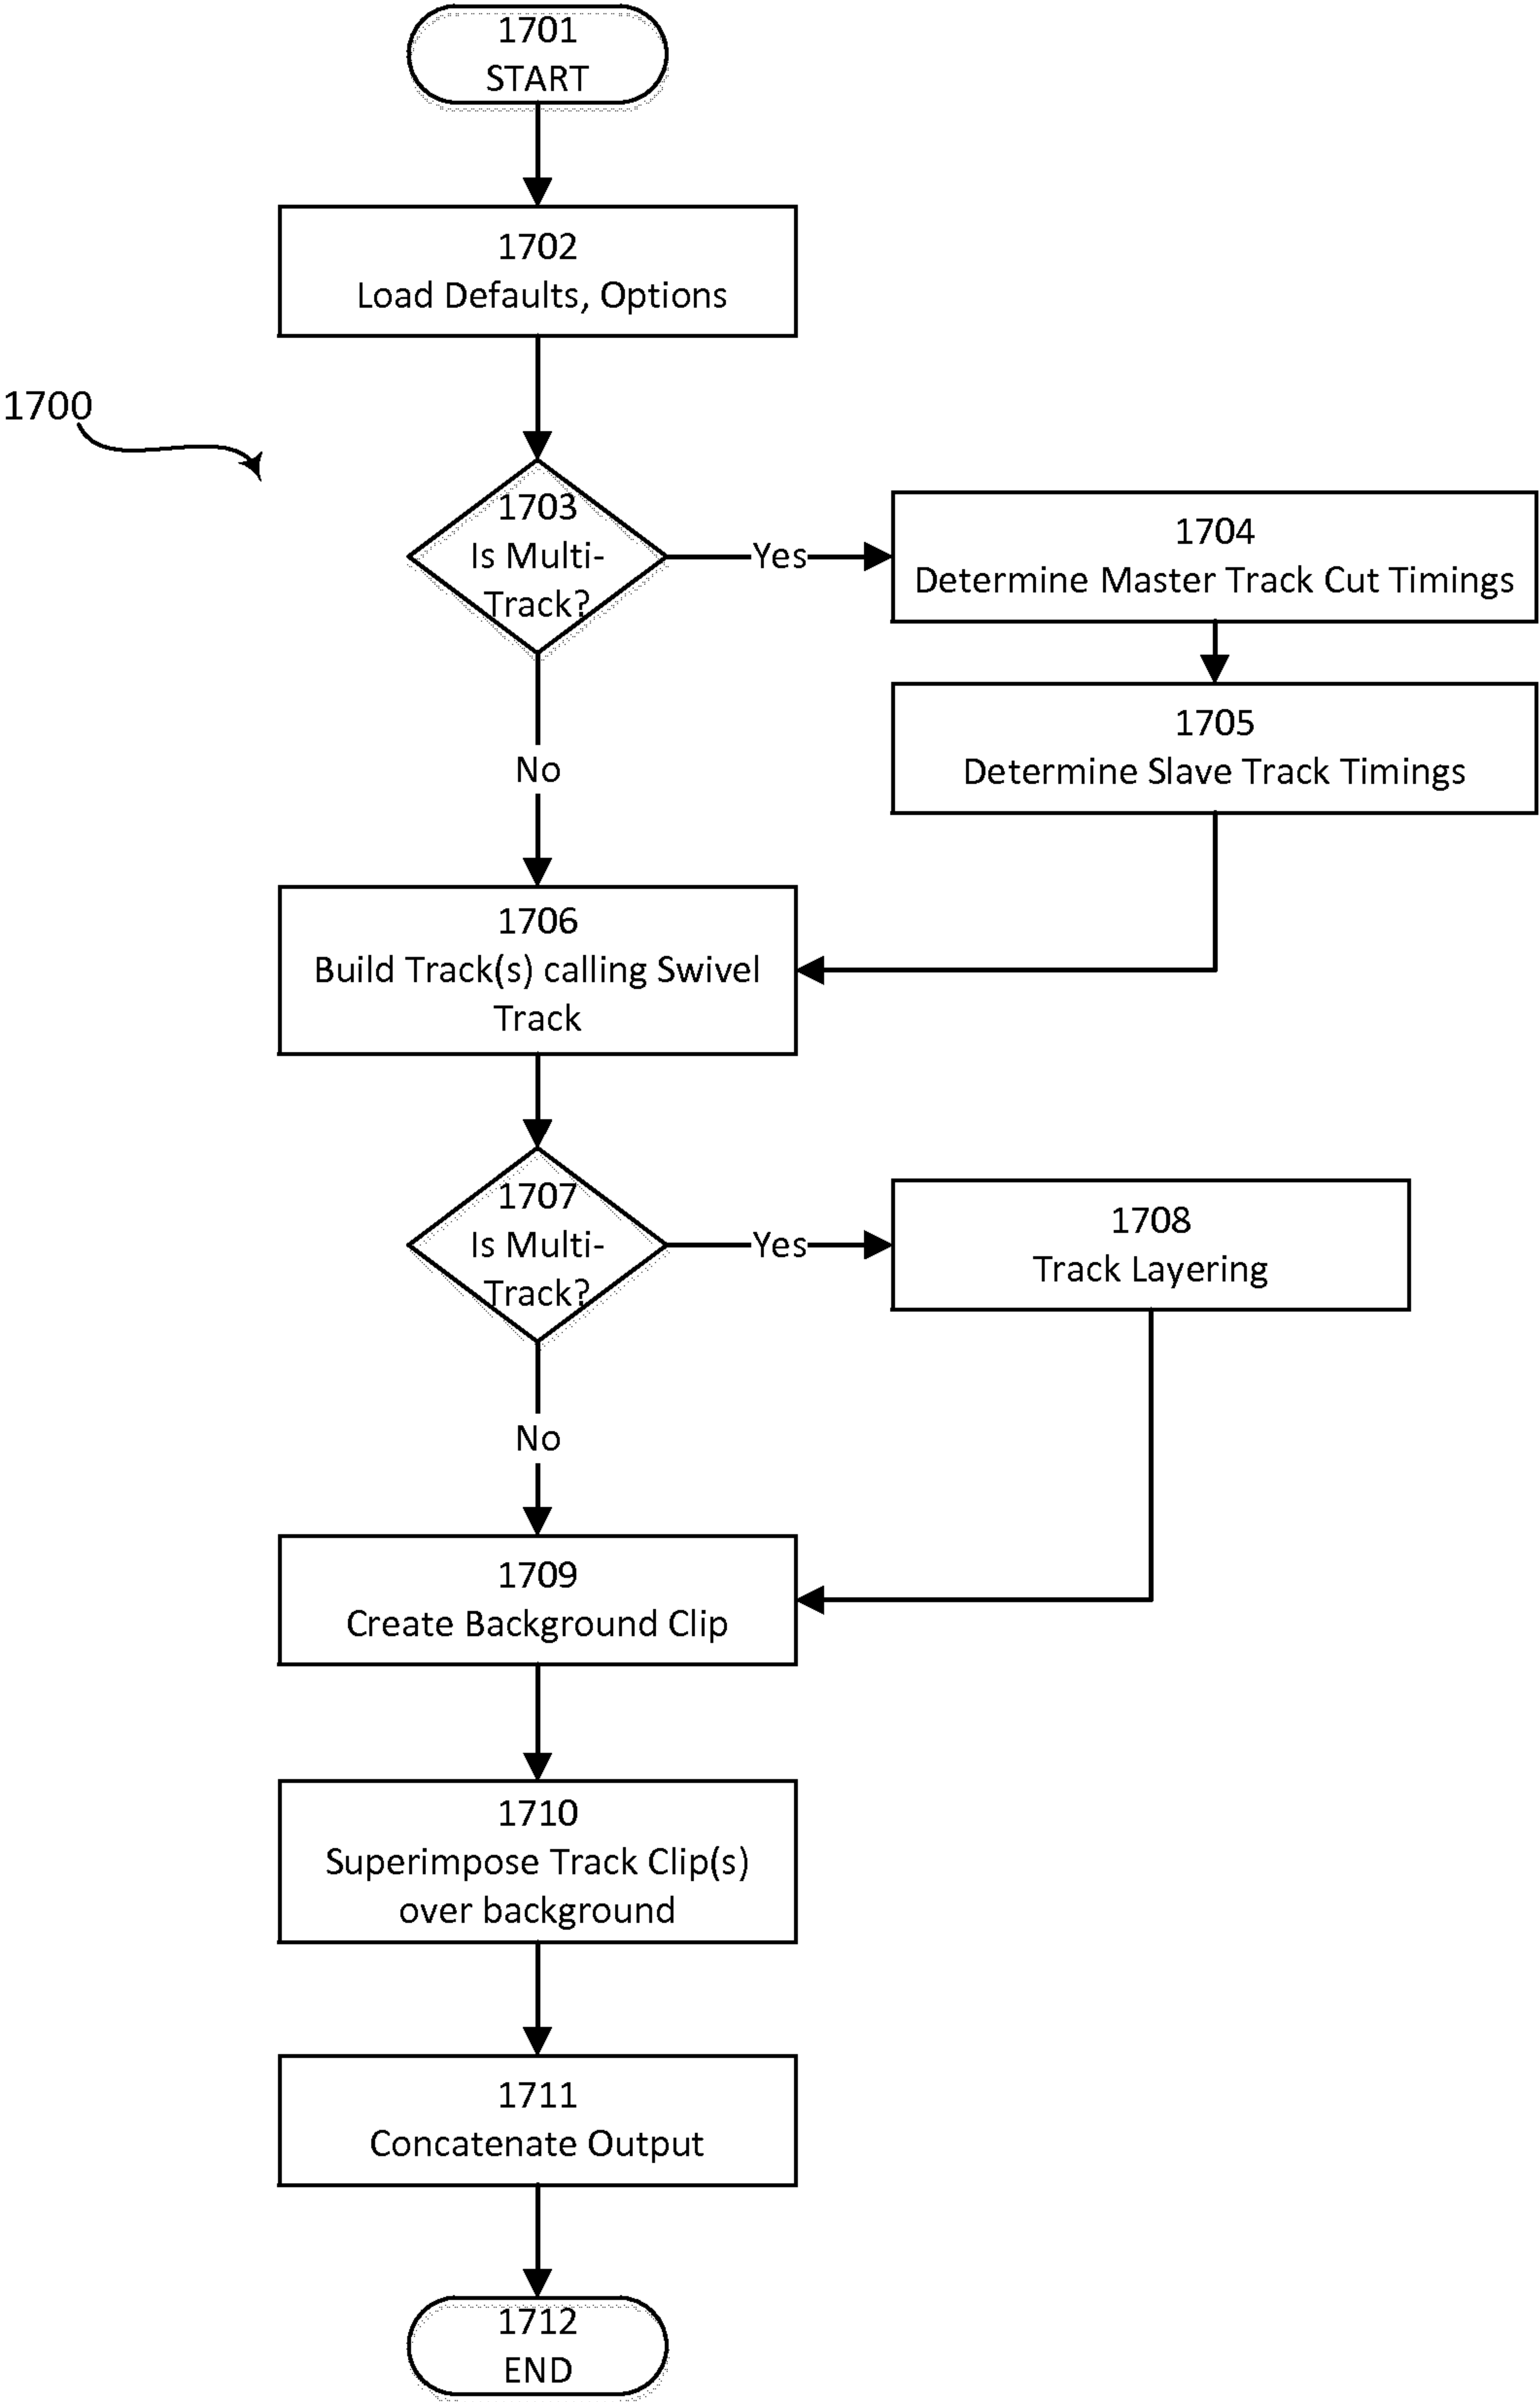 1701
START
1702
Load Defaults, Options
1700
1703
Is Multi-
Track?
Yes
1704
Determine Master Track Cut Timings
1705
Determine Slave Track Timings
No
1706
Build Track(s) calling Swivel
Track
1707
Is Multi-
Track?
Yes
1708
Track Layering
No
1709
Create Background Clip
1710
Superimpose Track Clip(s)
over background
1711
Concatenate Output
1712
END